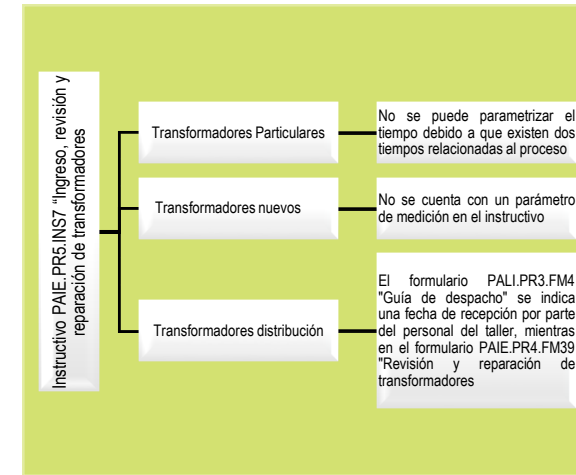 Instructivo PAIE.PR5.INS7 "Ingreso, revisión y
reparación de transformadores
Transformadores Particulares
No se puede parametrizar el
tiempo debido a que existen dos
tiempos relacionadas al proceso
Transformadores nuevos
No se cuenta con un parámetro
de medición en el instructivo
Transformadores distribución
El formulario PALI.PR3.FM4
"Guía de despacho" se indica
una fecha de recepción por parte
del personal del taller, mientras
en el formulario PAIE.PR4.FM39
"Revisión y reparación de
transformadores